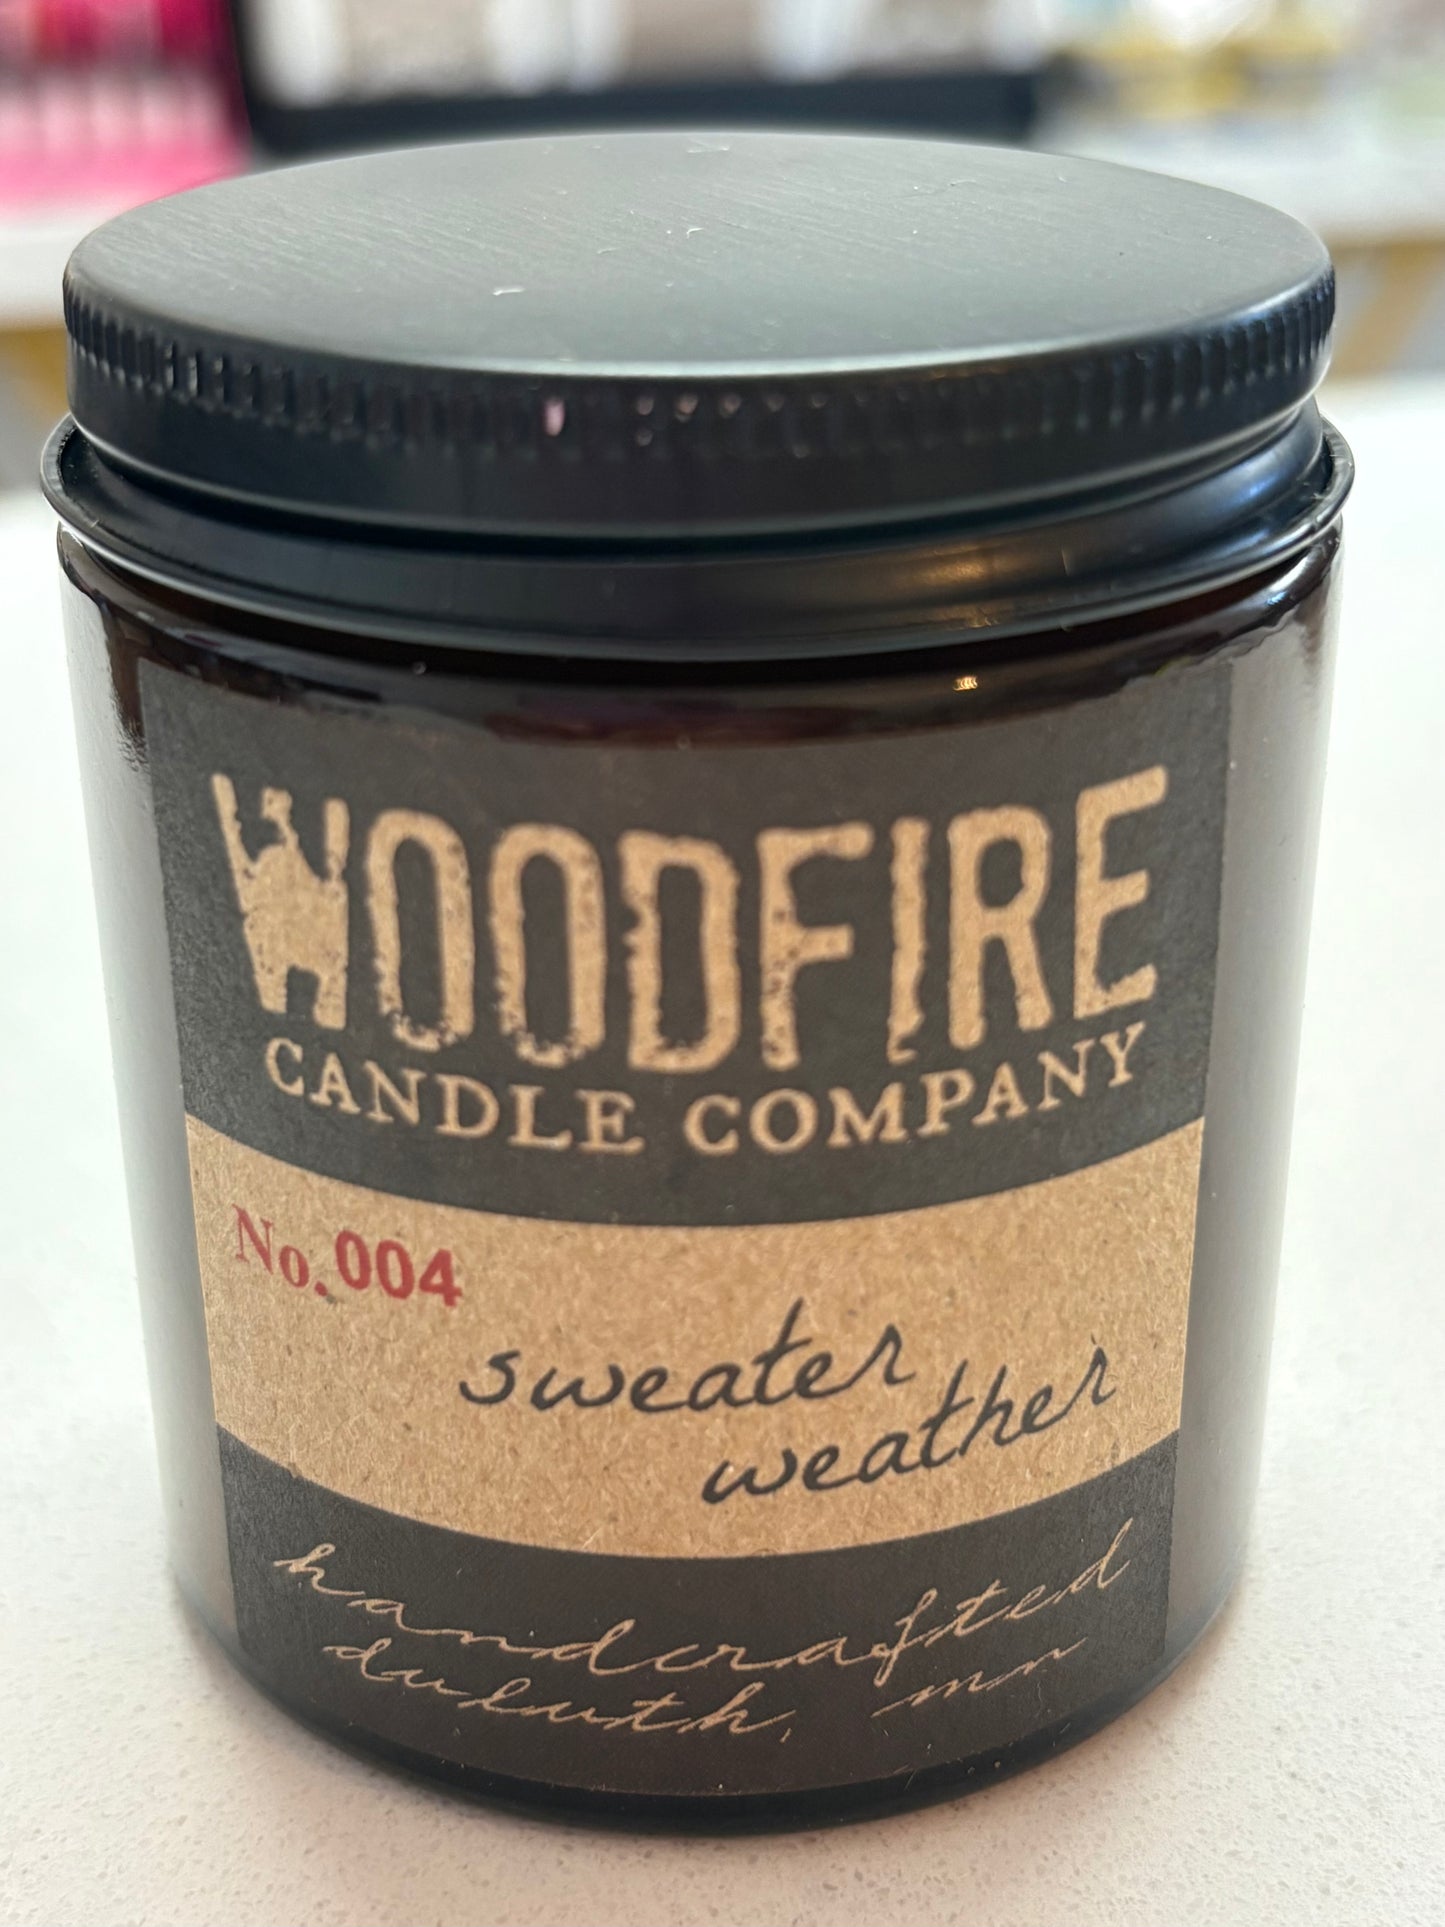 WOODFIRE
CANDLE COMPANY
No. 004
sweater
weather
handcrafted
duluth, mn